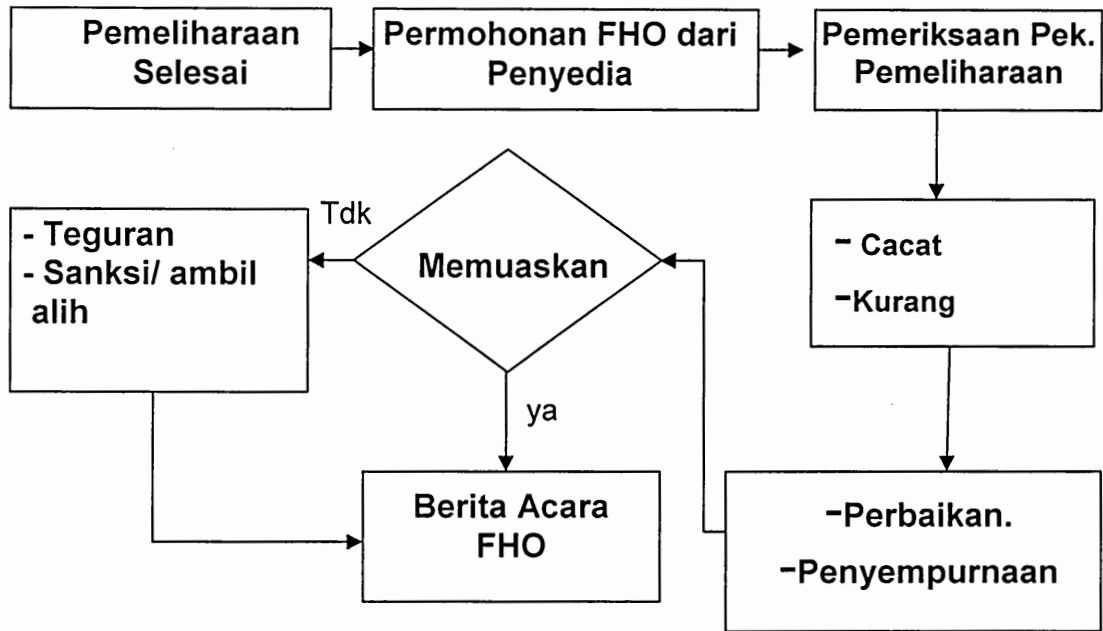 Pemeliharaan
Selesai
Permohonan FHO dari
Penyedia
Pemeriksaan Pek.
Pemeliharaan
- Cacat
-Kurang
-Perbaikan.
-Penyempurnaan
Memuaskan
Tdk
- Teguran
- Sanksi/ ambil
alih
ya
Berita Acara
FHO